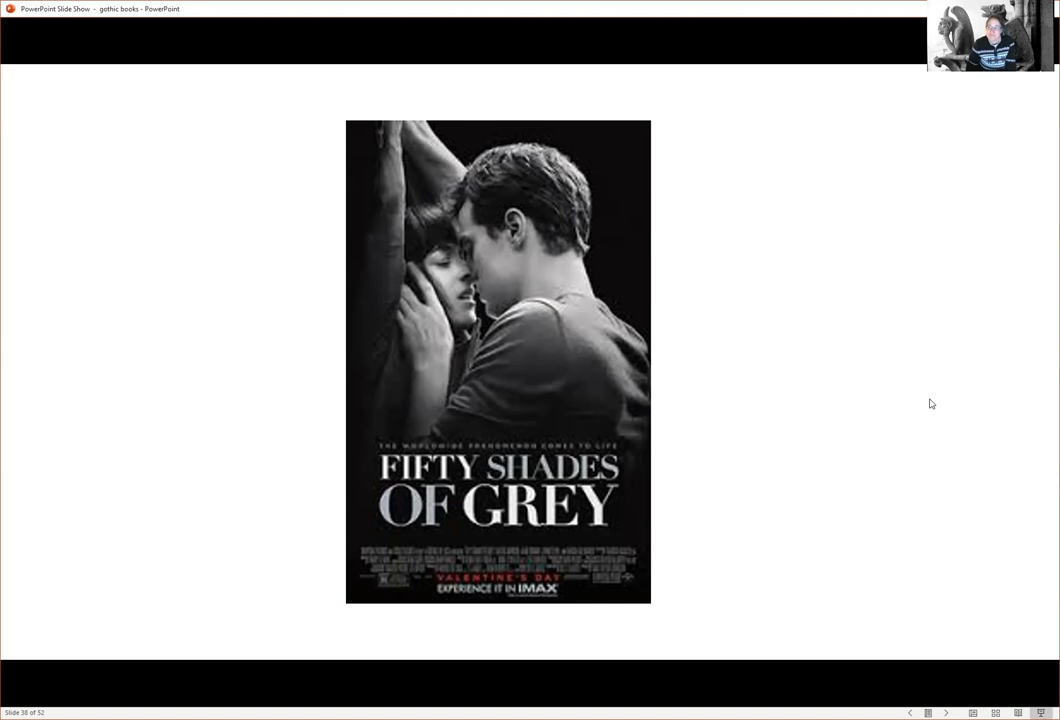 PowerPoint Slide Show - gothic books - PowerPoint
THE WORLDWIDE PHENOMENON COMES TO LIFE
FIFTY SHADES
OF GREY
VALENTINE'S DAY
EXPERIENCE IT IN IMAX
Slide 38 of 52